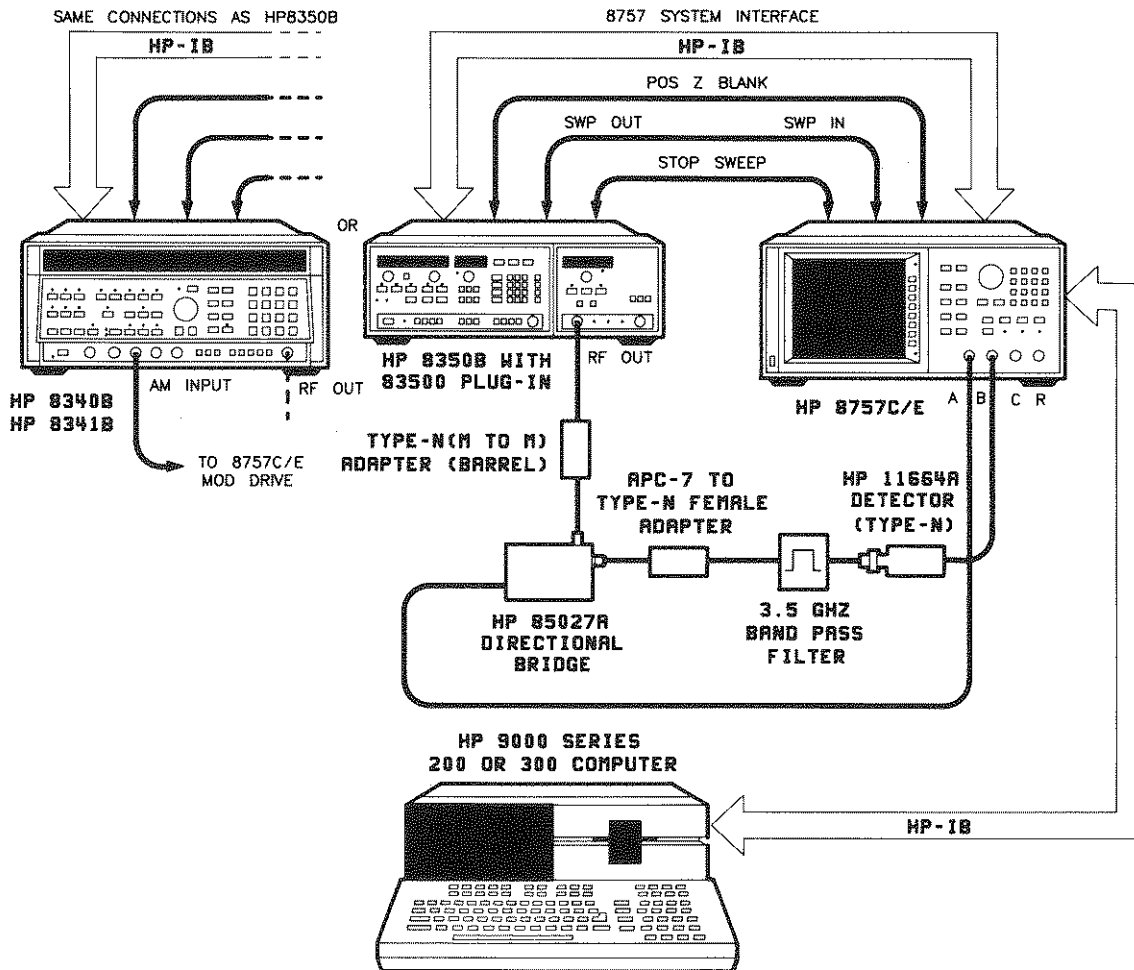 SAME CONNECTIONS AS HP8350B
HP-IB
8757 SYSTEM INTERFACE
HP-IB
POS Z BLANK
SWP OUT
SWP IN
STOP SWEEP
OR
AM INPUT
RF OUT
HP 8340B
HP 8341B
TO 8757C/E
MOD DRIVE
HP 8350B WITH
83500 PLUG-IN
RF OUT
HP 8757C/E
A
B
C
R
TYPE-N(M TO M)
ADAPTER (BARREL)
APC-7 TO
TYPE-N FEMALE
ADAPTER
HP 11664A
DETECTOR
(TYPE-N)
HP 85027A
DIRECTIONAL
BRIDGE
3.5 GHZ
BAND PASS
FILTER
HP 9000 SERIES
200 OR 300 COMPUTER
HP-IB